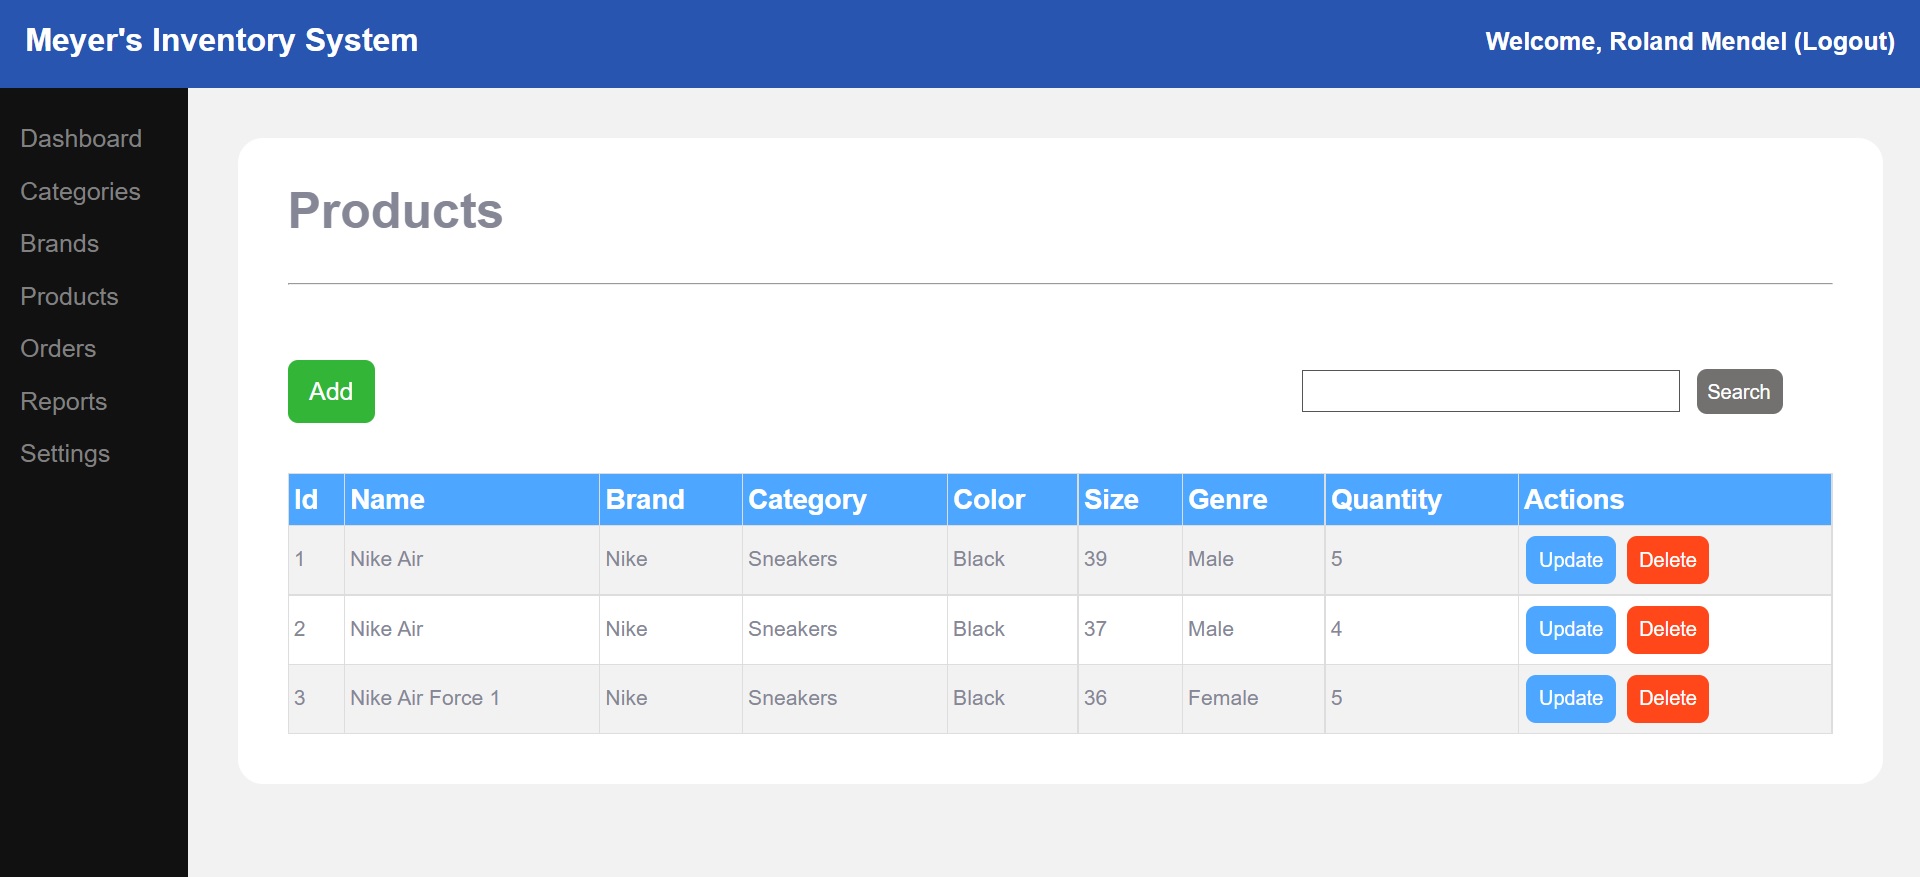 Meyer's Inventory System
Welcome, Roland Mendel (Logout)
Dashboard
Categories
Brands
Products
Orders
Reports
Settings
Products
Add
Search
Id Name Brand Category Color Size Genre Quantity Actions
1 Nike Air Nike Sneakers Black 39 Male 5 Update Delete
2 Nike Air Nike Sneakers Black 37 Male 4 Update Delete
3 Nike Air Force 1 Nike Sneakers Black 36 Female 5 Update Delete